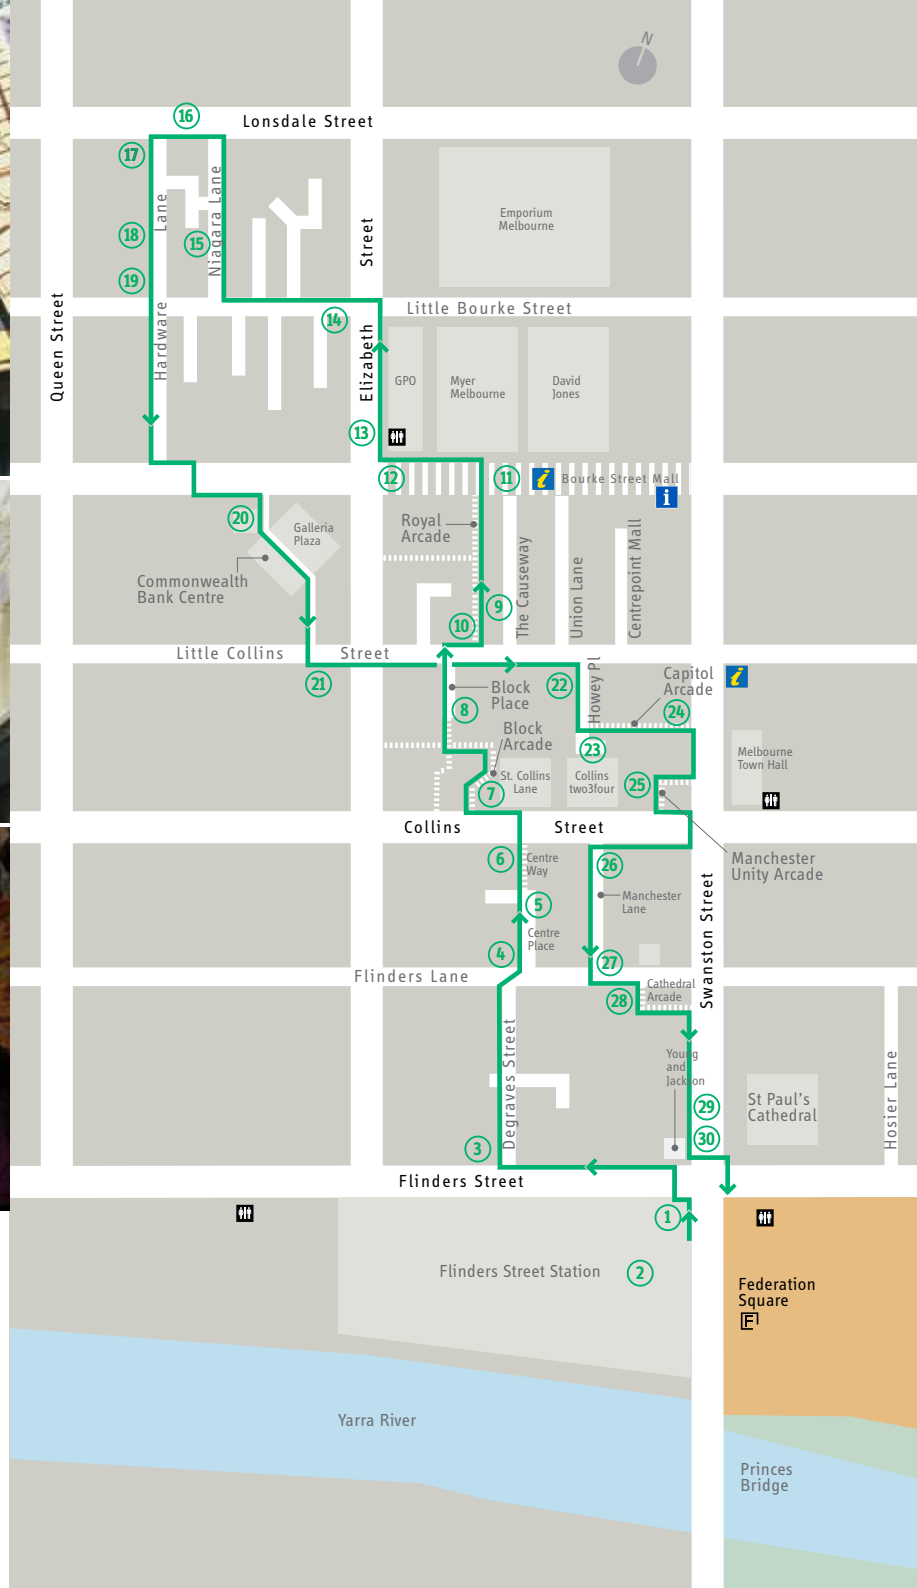 N
16
Lonsdale Street
17
Lane
Niagara Lane
18
15
19
Emporium
Melbourne
Street
Queen Street
Hardware
14
Little Bourke Street
Elizabeth
GPO
Myer
Melbourne
David
Jones
13
12
11
i
Bourke Street Mall
i
20
Galleria
Plaza
Royal
Arcade
Commonwealth
Bank Centre
The Causeway
Union Lane
Centrepoint Mall
9
10
Little Collins
Street
21
22
Howey Pl
Capitol
Arcade
i
24
Block
Place
8
Block
Arcade
23
Melbourne
Town Hall
St. Collins
Lane
Collins
two3four
25
7
Collins
Street
6
Centre
Way
26
Manchester
Unity Arcade
5
Manchester
Lane
Swanston Street
4
Centre
Place
27
Flinders Lane
28
Cathedral
Arcade
Degraves Street
Young
and
Jackson
29
St Paul's
Cathedral
Hosier Lane
30
3
Flinders Street
1
Flinders Street Station
2
Federation
Square
F
Yarra River
Princes
Bridge